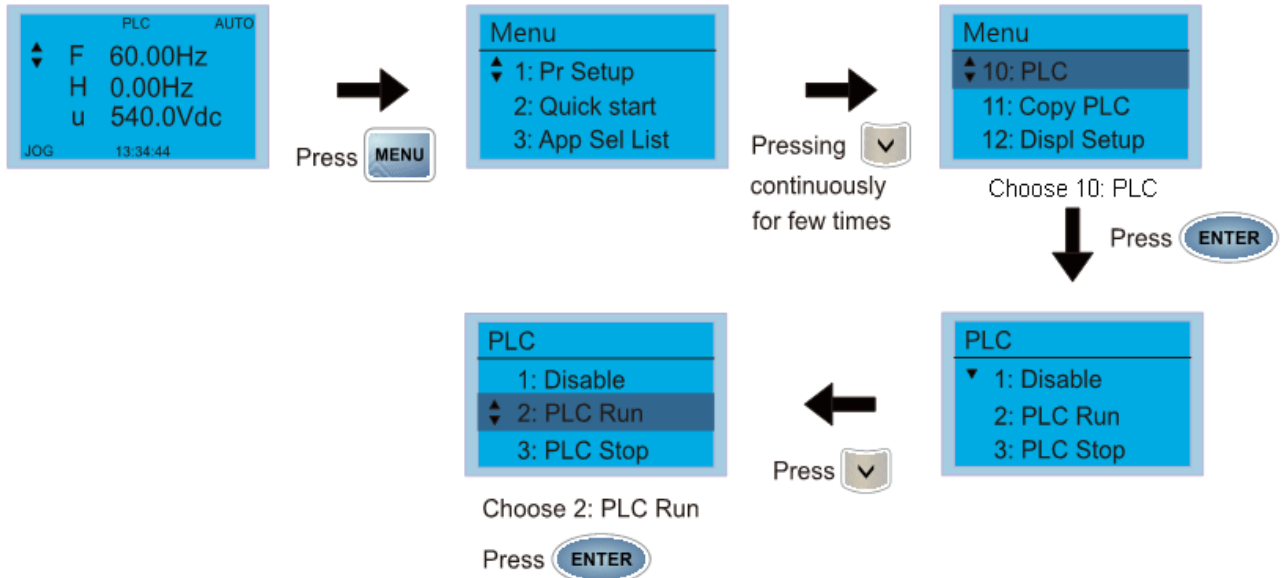 PLC AUTO
F 60.00Hz
H 0.00Hz
u 540.0Vdc
JOG 13:34:44
Press MENU
Menu
1: Pr Setup
2: Quick start
3: App Sel List
Pressing
continuously
for few times
Menu
10: PLC
11: Copy PLC
12: Displ Setup
Choose 10: PLC
Press ENTER
PLC
1: Disable
2: PLC Run
3: PLC Stop
Press
PLC
1: Disable
2: PLC Run
3: PLC Stop
Choose 2: PLC Run
Press ENTER